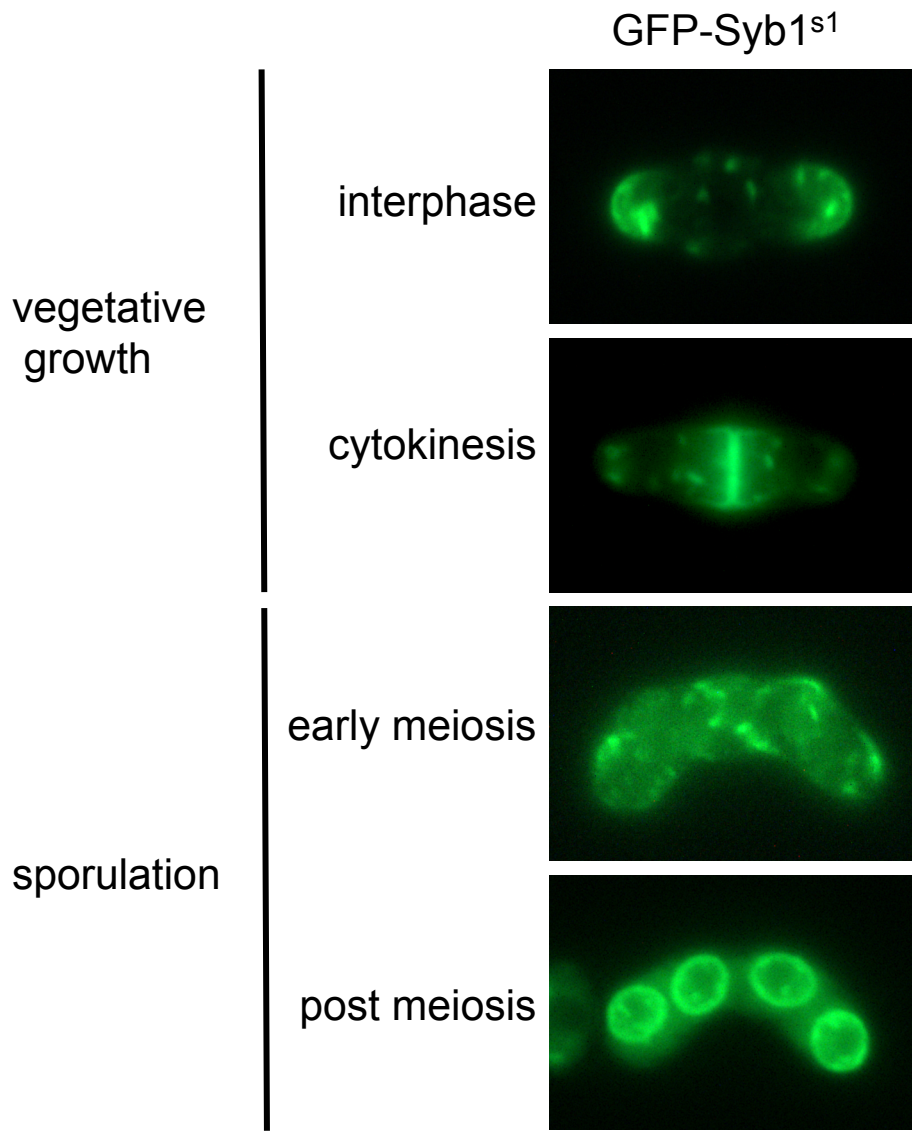 GFP-Syb1ˢ¹
interphase
vegetative
growth
cytokinesis
early meiosis
sporulation
post meiosis